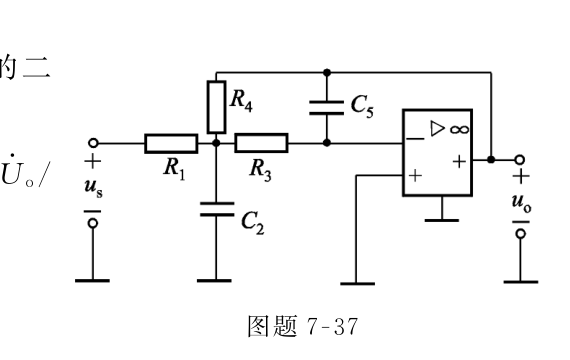 的二
R₄
C₅
▷ ∞
−
+
R₁
R₃
+
+
uₛ
−
U̇ₒ/
C₂
+
uₒ
−
图题 7-37